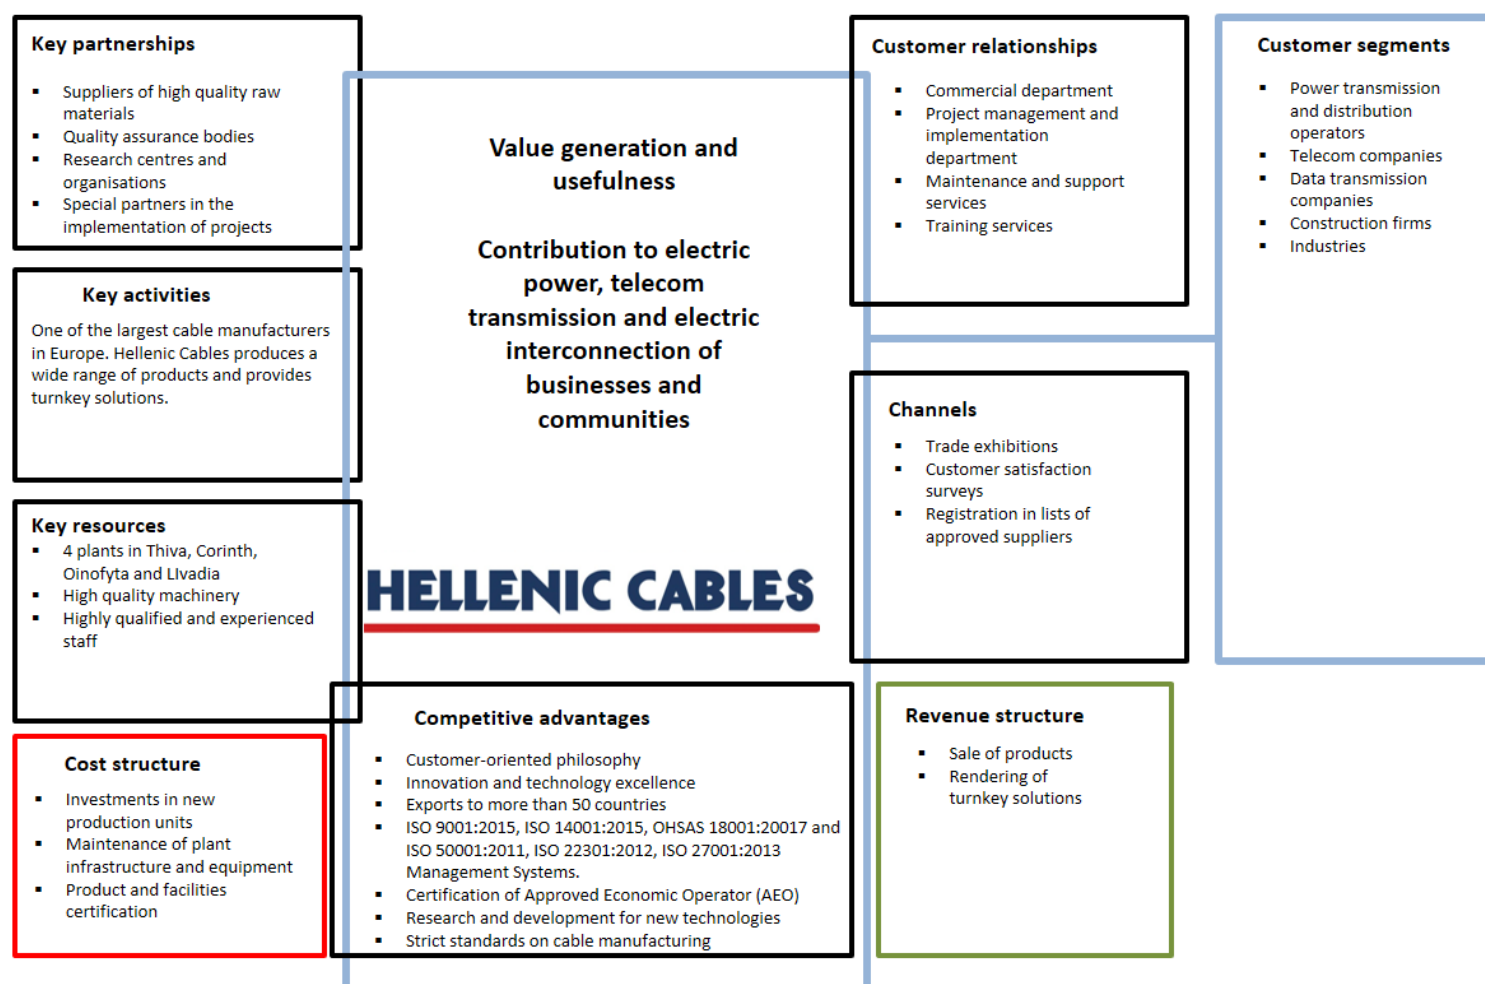 Key partnerships
▪ Suppliers of high quality raw
materials
▪ Quality assurance bodies
▪ Research centres and
organisations
▪ Special partners in the
implementation of projects
Key activities
One of the largest cable manufacturers
in Europe. Hellenic Cables produces a
wide range of products and provides
turnkey solutions.
Key resources
▪ 4 plants in Thiva, Corinth,
Oinofyta and LIvadia
▪ High quality machinery
▪ Highly qualified and experienced
staff
Cost structure
▪ Investments in new
production units
▪ Maintenance of plant
infrastructure and equipment
▪ Product and facilities
certification
Value generation and
usefulness
Contribution to electric
power, telecom
transmission and electric
interconnection of
businesses and
communities
HELLENIC CABLES
Competitive advantages
▪ Customer-oriented philosophy
▪ Innovation and technology excellence
▪ Exports to more than 50 countries
▪ ISO 9001:2015, ISO 14001:2015, OHSAS 18001:20017 and
ISO 50001:2011, ISO 22301:2012, ISO 27001:2013
Management Systems.
▪ Certification of Approved Economic Operator (AEO)
▪ Research and development for new technologies
▪ Strict standards on cable manufacturing
Customer relationships
▪ Commercial department
▪ Project management and
implementation
department
▪ Maintenance and support
services
▪ Training services
Channels
▪ Trade exhibitions
▪ Customer satisfaction
surveys
▪ Registration in lists of
approved suppliers
Revenue structure
▪ Sale of products
▪ Rendering of
turnkey solutions
Customer segments
▪ Power transmission
and distribution
operators
▪ Telecom companies
▪ Data transmission
companies
▪ Construction firms
▪ Industries